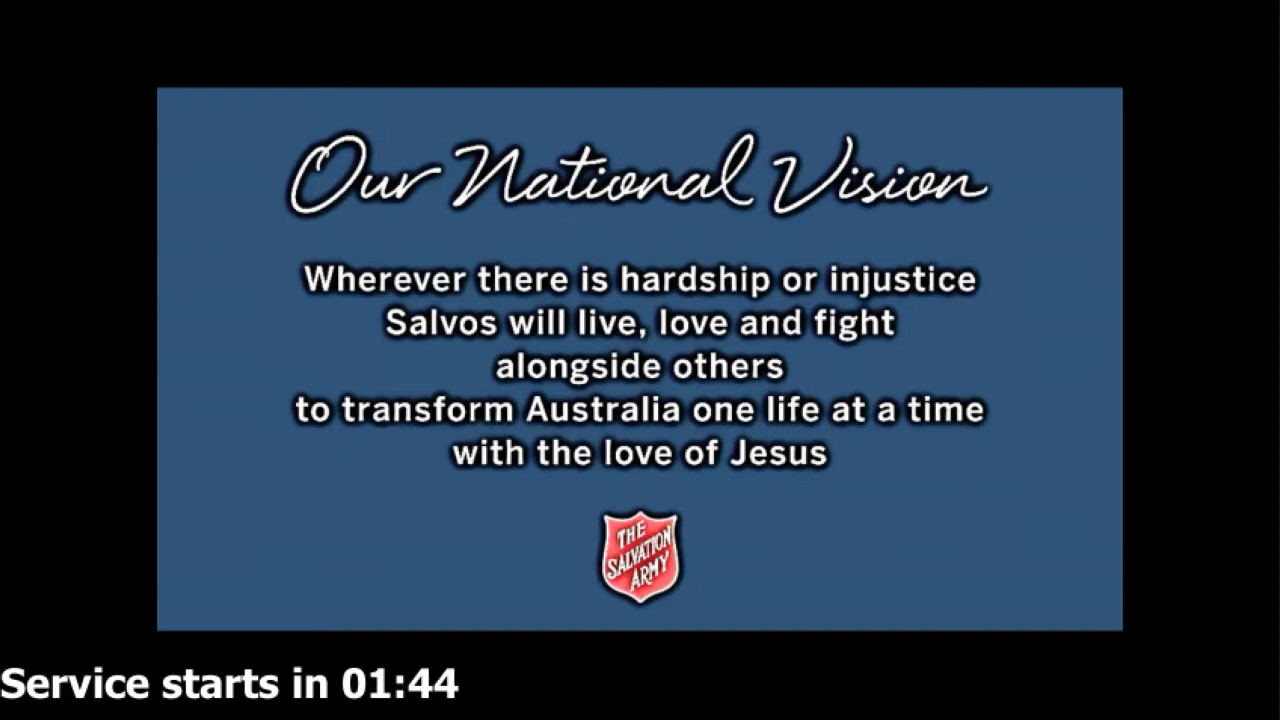 Our National Vision
Wherever there is hardship or injustice
Salvos will live, love and fight
alongside others
to transform Australia one life at a time
with the love of Jesus
THE
SALVATION
ARMY
Service starts in 01:44